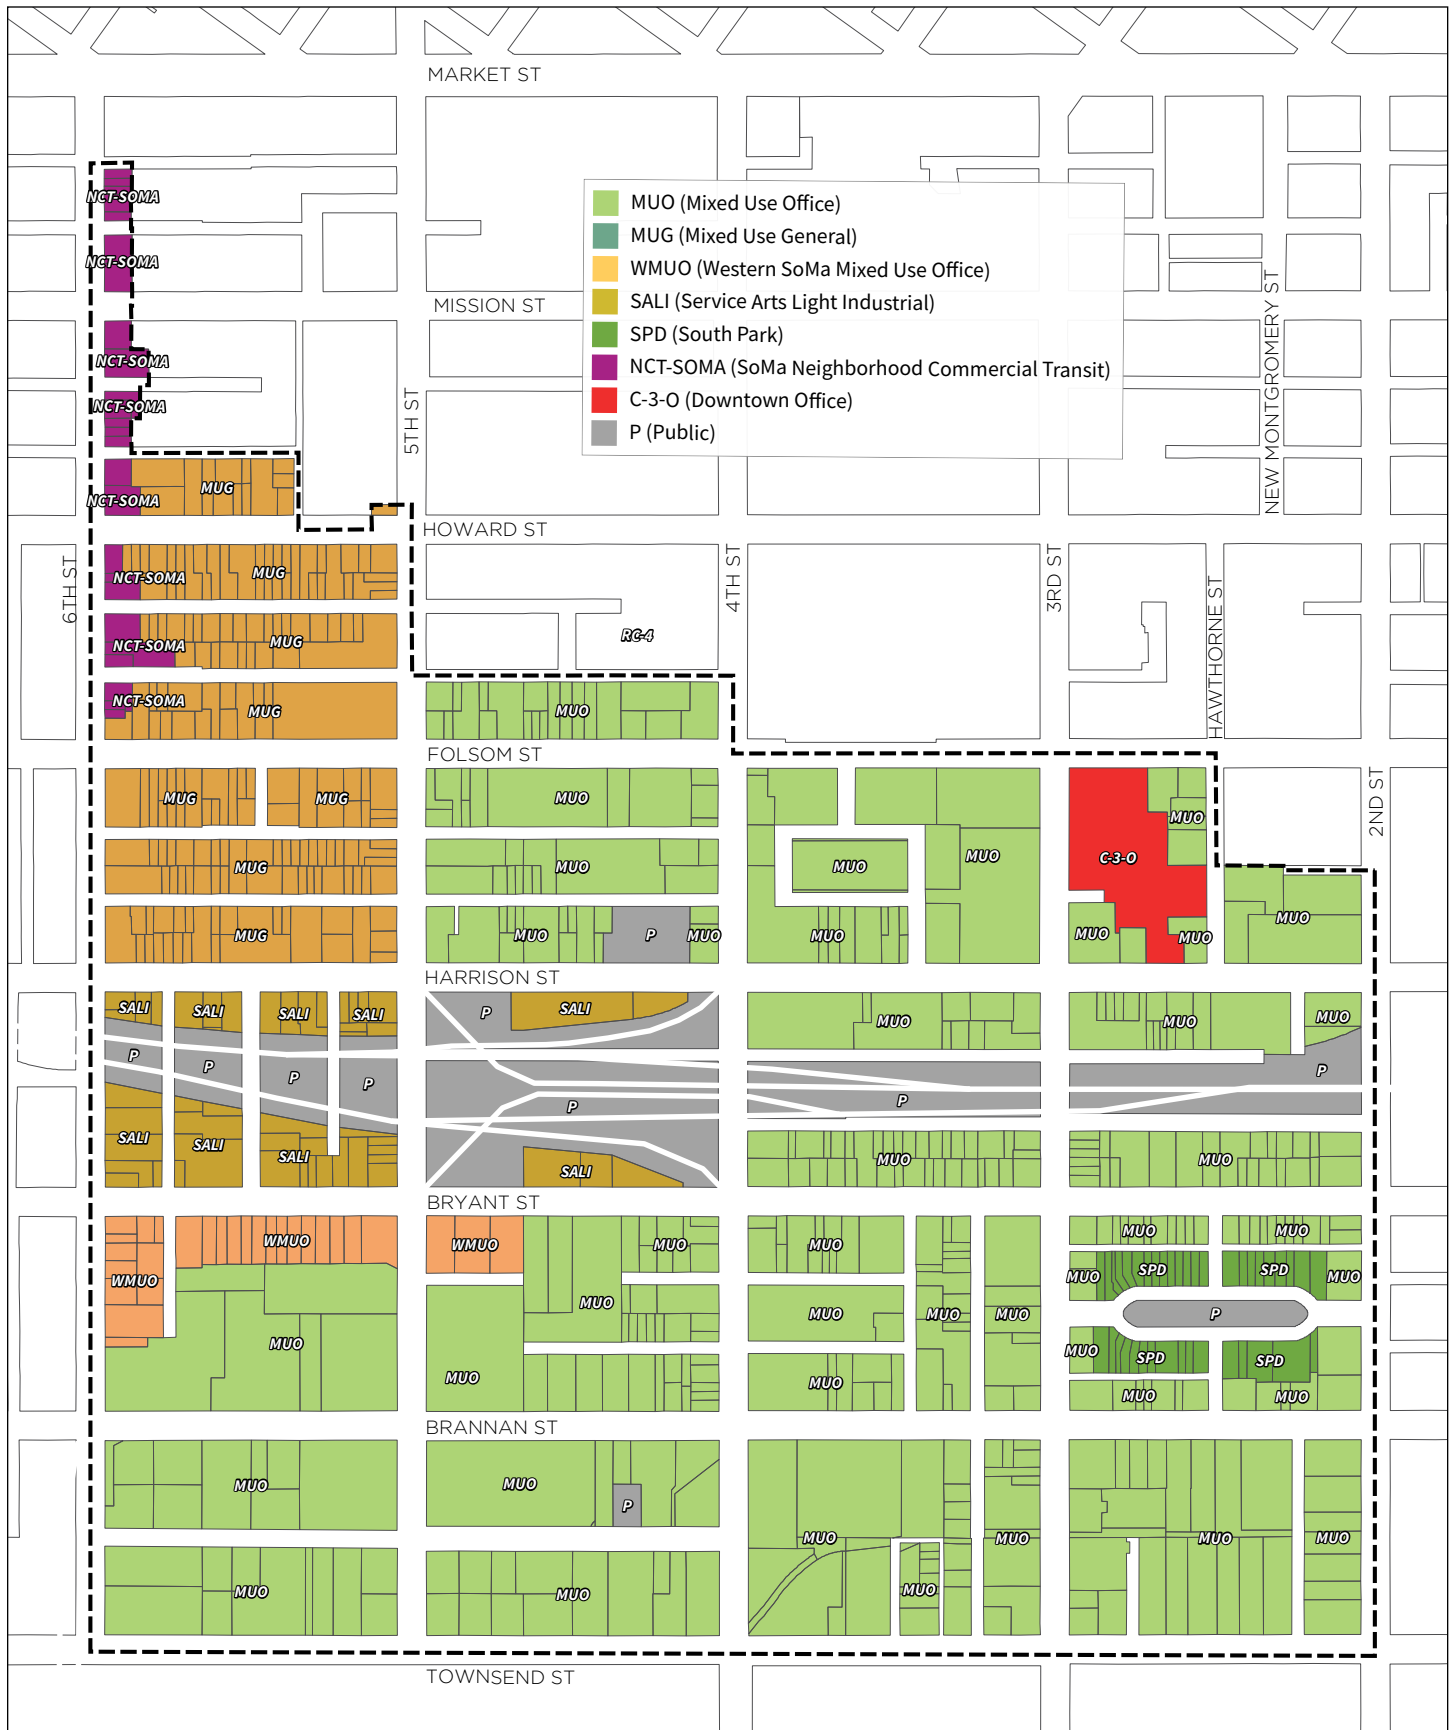 MARKET ST
NCT-SOMA
MUO (Mixed Use Office)
MUG (Mixed Use General)
NCT-SOMA
WMUO (Western SoMa Mixed Use Office)
SALI (Service Arts Light Industrial)
MISSION ST
SPD (South Park)
NCT-SOMA
NCT-SOMA (SoMa Neighborhood Commercial Transit)
C-3-O (Downtown Office)
NCT-SOMA
P (Public)
5TH ST
NEW MONTGROMERY ST
MUG
NCT-SOMA
HOWARD ST
6TH ST
4TH ST
3RD ST
HAWTHORNE ST
NCT-SOMA MUG
NCT-SOMA MUG
RC-4
NCT-SOMA MUG
MUO
FOLSOM ST
2ND ST
MUG MUG MUO
MUO
MUG MUO MUO MUO C-3-O
MUO
MUG MUO P MUO MUO MUO MUO
HARRISON ST
SALI SALI SALI SALI P SALI MUO MUO MUO
P P P P P P P
SALI SALI SALI SALI MUO MUO
BRYANT ST
WMUO WMUO MUO MUO MUO MUO
WMUO MUO SPD SPD MUO
MUO MUO MUO MUO MUO P
MUO MUO SPD SPD
MUO MUO MUO MUO
BRANNAN ST
MUO MUO P
MUO MUO MUO MUO
MUO MUO MUO
TOWNSEND ST